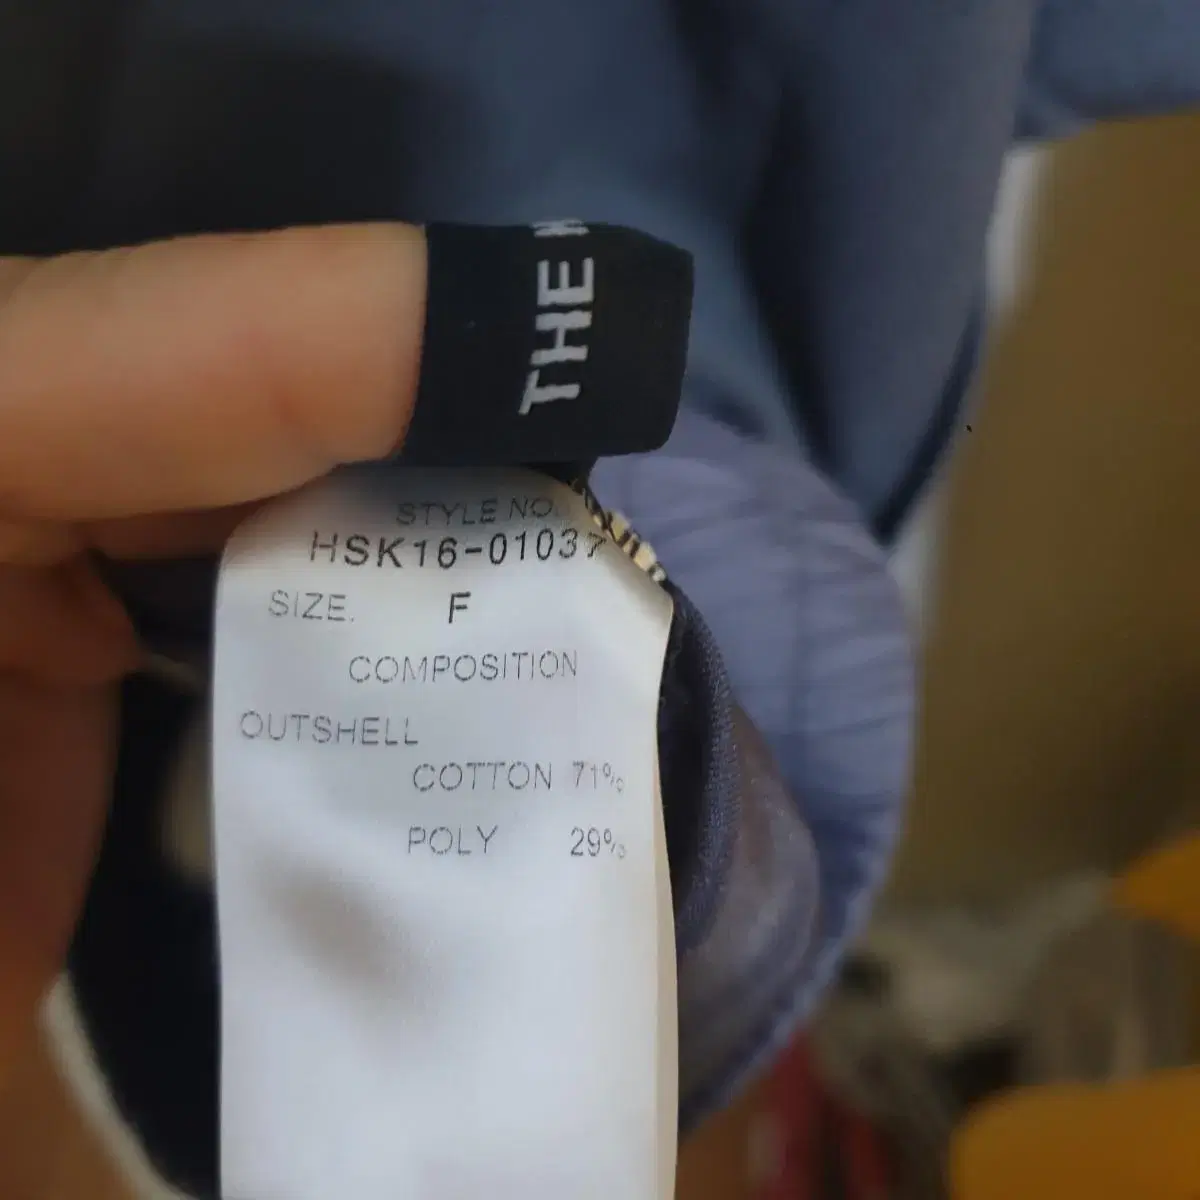 THE
STYLE NO.
HSK16-01037
SIZE. F
COMPOSITION
OUTSHELL
COTTON 71%
POLY 29%